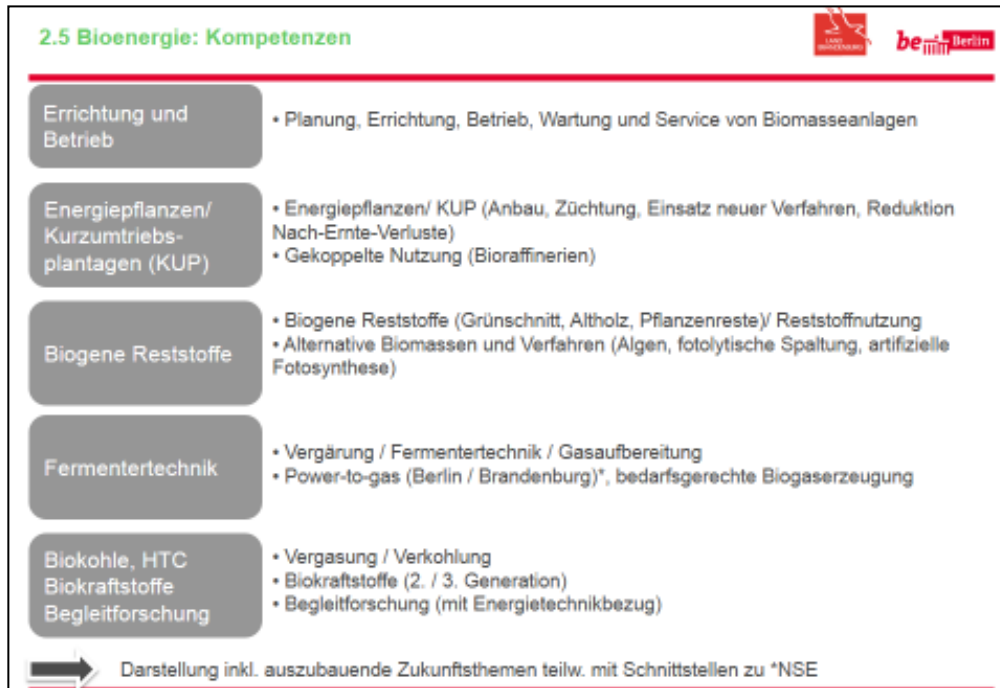 2.5 Bioenergie: Kompetenzen
LAND
BRANDENBURG
be Berlin
Errichtung und
Betrieb
• Planung, Errichtung, Betrieb, Wartung und Service von Biomasseanlagen
Energiepflanzen/
Kurzumtriebs-
plantagen (KUP)
• Energiepflanzen/ KUP (Anbau, Züchtung, Einsatz neuer Verfahren, Reduktion
Nach-Ernte-Verluste)
• Gekoppelte Nutzung (Bioraffinerien)
Biogene Reststoffe
• Biogene Reststoffe (Grünschnitt, Altholz, Pflanzenreste)/ Reststoffnutzung
• Alternative Biomassen und Verfahren (Algen, fotolytische Spaltung, artifizielle
Fotosynthese)
Fermentertechnik
• Vergärung / Fermentertechnik / Gasaufbereitung
• Power-to-gas (Berlin / Brandenburg)*, bedarfsgerechte Biogaserzeugung
Biokohle, HTC
Biokraftstoffe
Begleitforschung
• Vergasung / Verkohlung
• Biokraftstoffe (2. / 3. Generation)
• Begleitforschung (mit Energietechnikbezug)
Darstellung inkl. auszubauende Zukunftsthemen teilw. mit Schnittstellen zu *NSE